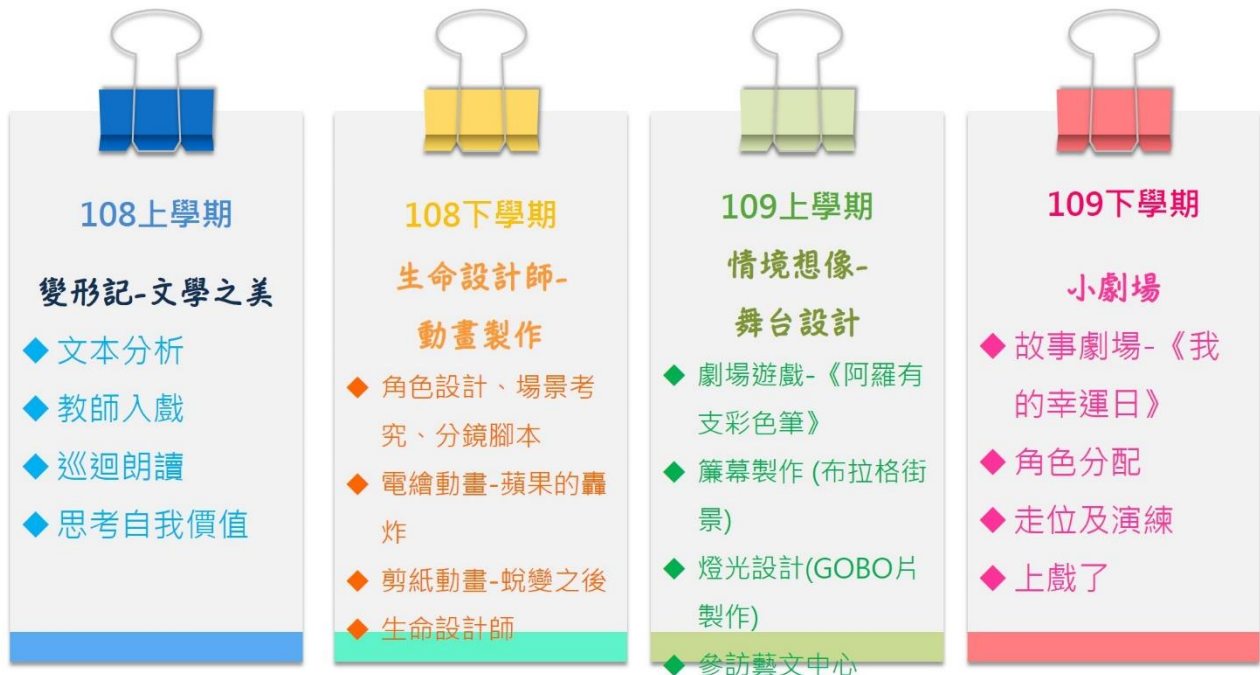 108上學期
變形記-文學之美
◆ 文本分析
◆ 教師入戲
◆ 巡迴朗讀
◆ 思考自我價值
108下學期
生命設計師-
動畫製作
◆ 角色設計、場景考
究、分鏡腳本
◆ 電繪動畫-蘋果的轟
炸
◆ 剪紙動畫-蛻變之後
◆ 生命設計師
109上學期
情境想像-
舞台設計
◆ 劇場遊戲-《阿羅有
支彩色筆》
◆ 簾幕製作 (布拉格街
景)
◆ 燈光設計(GOBO片
製作)
◆ 參訪藝文中心
109下學期
小劇場
◆ 故事劇場-《我
的幸運日》
◆ 角色分配
◆ 走位及演練
◆ 上戲了